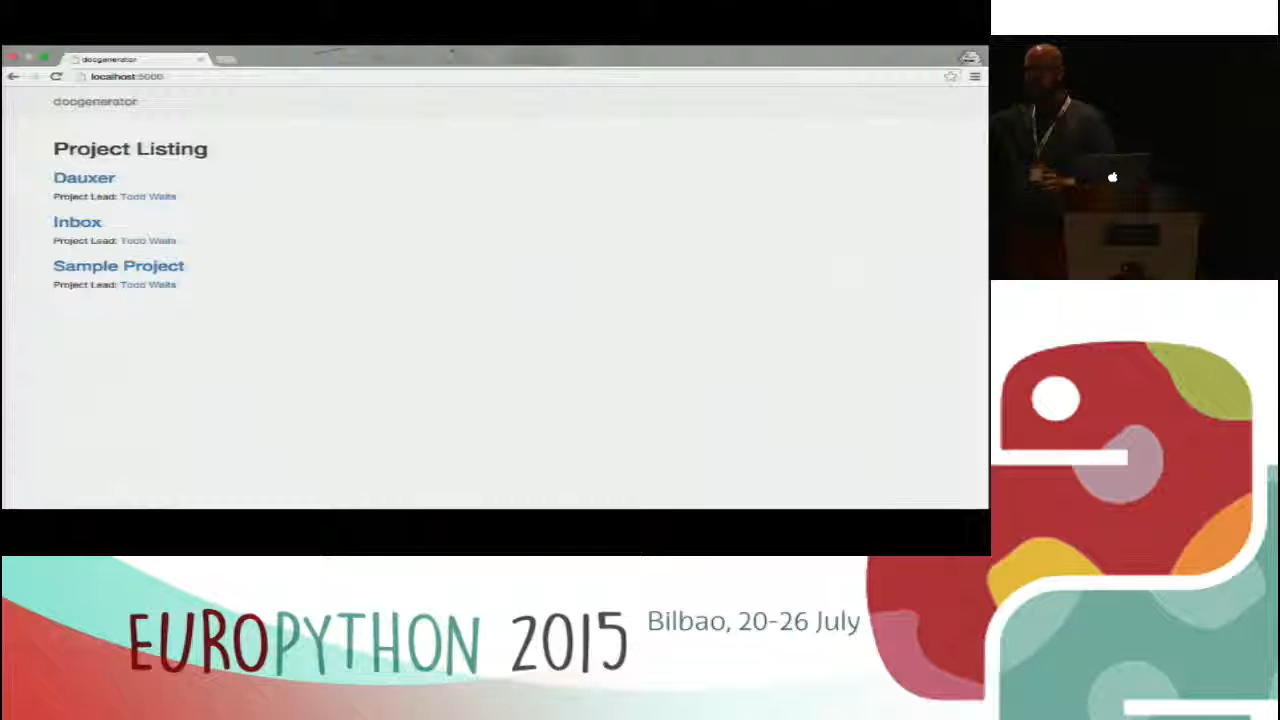 docgenerator
localhost:5000
docgenerator
Project Listing
Dauxer
Project Lead: Todd Waits
Inbox
Project Lead: Todd Waits
Sample Project
Project Lead: Todd Waits
EUROPYTHON 2015
Bilbao, 20-26 July